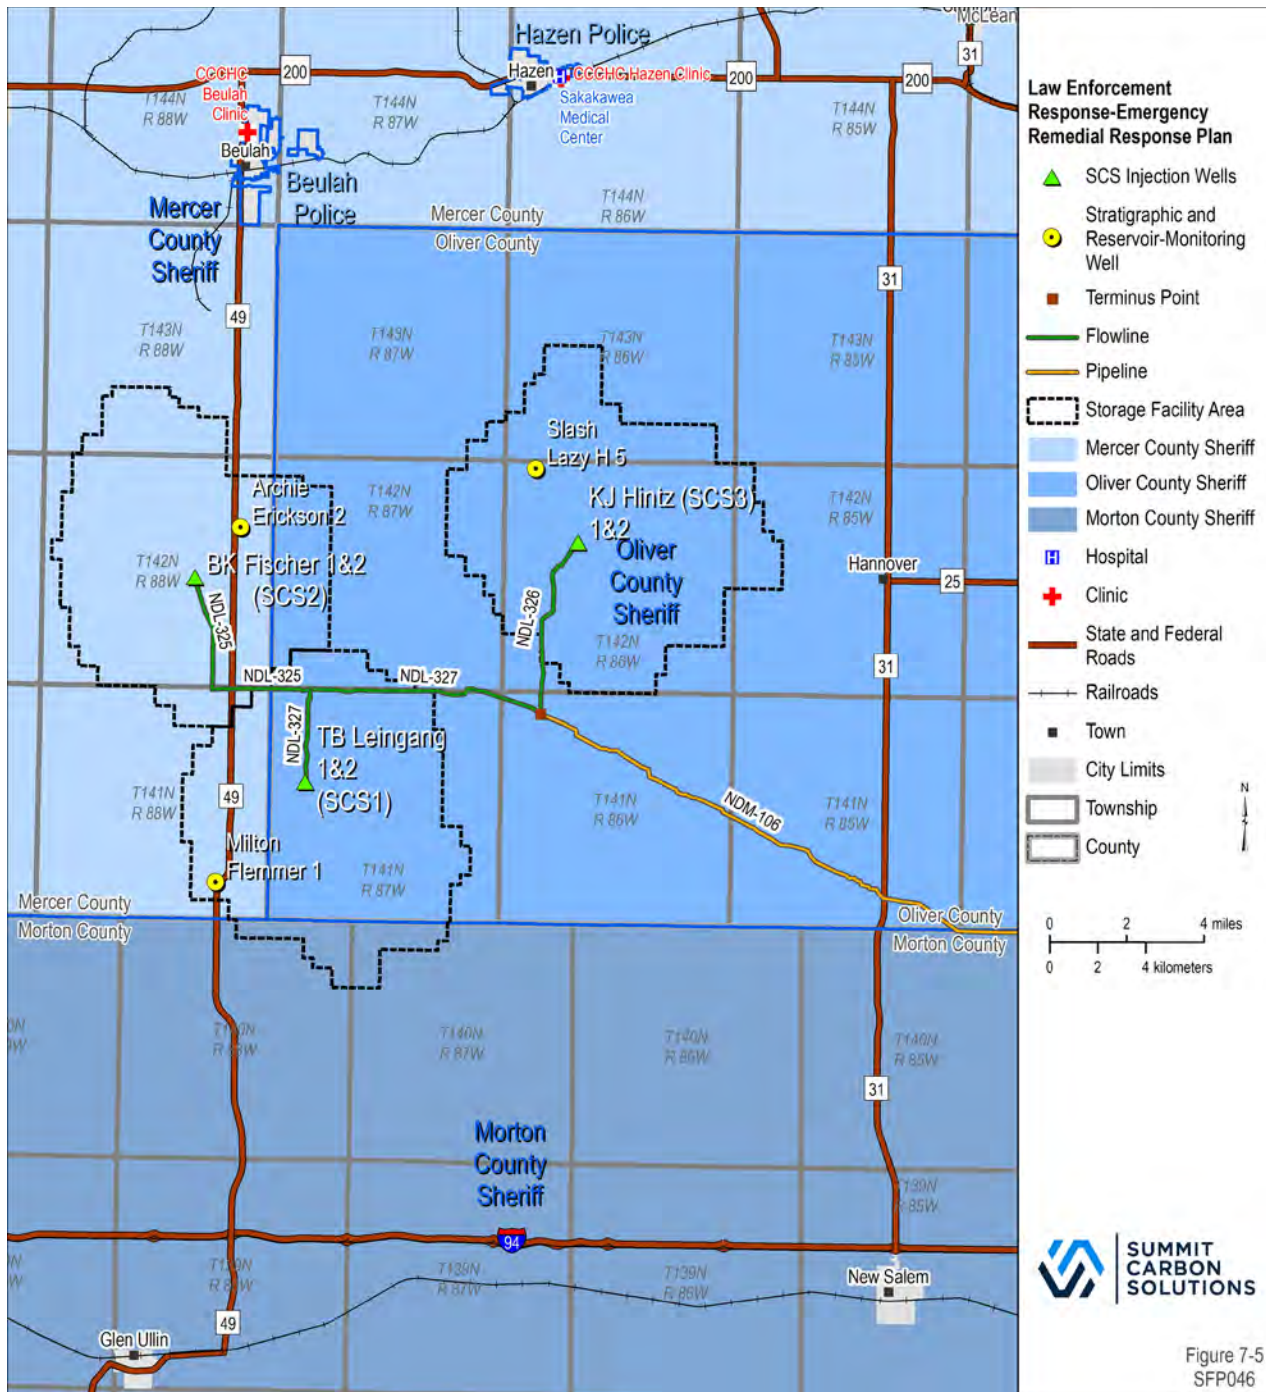 McLean
Hazen Police
31
CCCHC
Beulah
Clinic
200
Hazen
H
CCCHC Hazen Clinic
200
200
T144N
R 88W
T144N
R 87W
Sakakawea
Medical
Center
T144N
R 85W
Beulah
Beulah
Police
T144N
R 86W
Mercer
County
Sheriff
Mercer County
Oliver County
31
49
T143N
R 88W
T143N
R 87W
T143N
R 86W
T143N
R 85W
Slash
Lazy H 5
Archie
Erickson 2
T142N
R 87W
KJ Hintz (SCS3)
1&2
T142N
R 85W
T142N
R 88W
BK Fischer 1&2
(SCS2)
Oliver
County
Sheriff
Hannover
25
NDL-325
NDL-326
T142N
R 86W
31
NDL-325
NDL-327
NDL-327
TB Leingang
1&2
(SCS1)
T141N
R 88W
49
T141N
R 86W
NDM-106
T141N
R 85W
Milton
Flemmer 1
T141N
R 87W
Mercer County
Morton County
Oliver County
Morton County
T140N
R 88W
T140N
R 87W
T140N
R 86W
T140N
R 85W
31
Morton
County
Sheriff
T139N
R 85W
94
T139N
R 88W
T139N
R 87W
T139N
R 86W
New Salem
49
Glen Ullin
Law Enforcement
Response-Emergency
Remedial Response Plan
SCS Injection Wells
Stratigraphic and
Reservoir-Monitoring
Well
Terminus Point
Flowline
Pipeline
Storage Facility Area
Mercer County Sheriff
Oliver County Sheriff
Morton County Sheriff
H
Hospital
Clinic
State and Federal
Roads
Railroads
Town
City Limits
Township
County
N
0 2 4 miles
0 2 4 kilometers
SUMMIT
CARBON
SOLUTIONS
Figure 7-5
SFP046